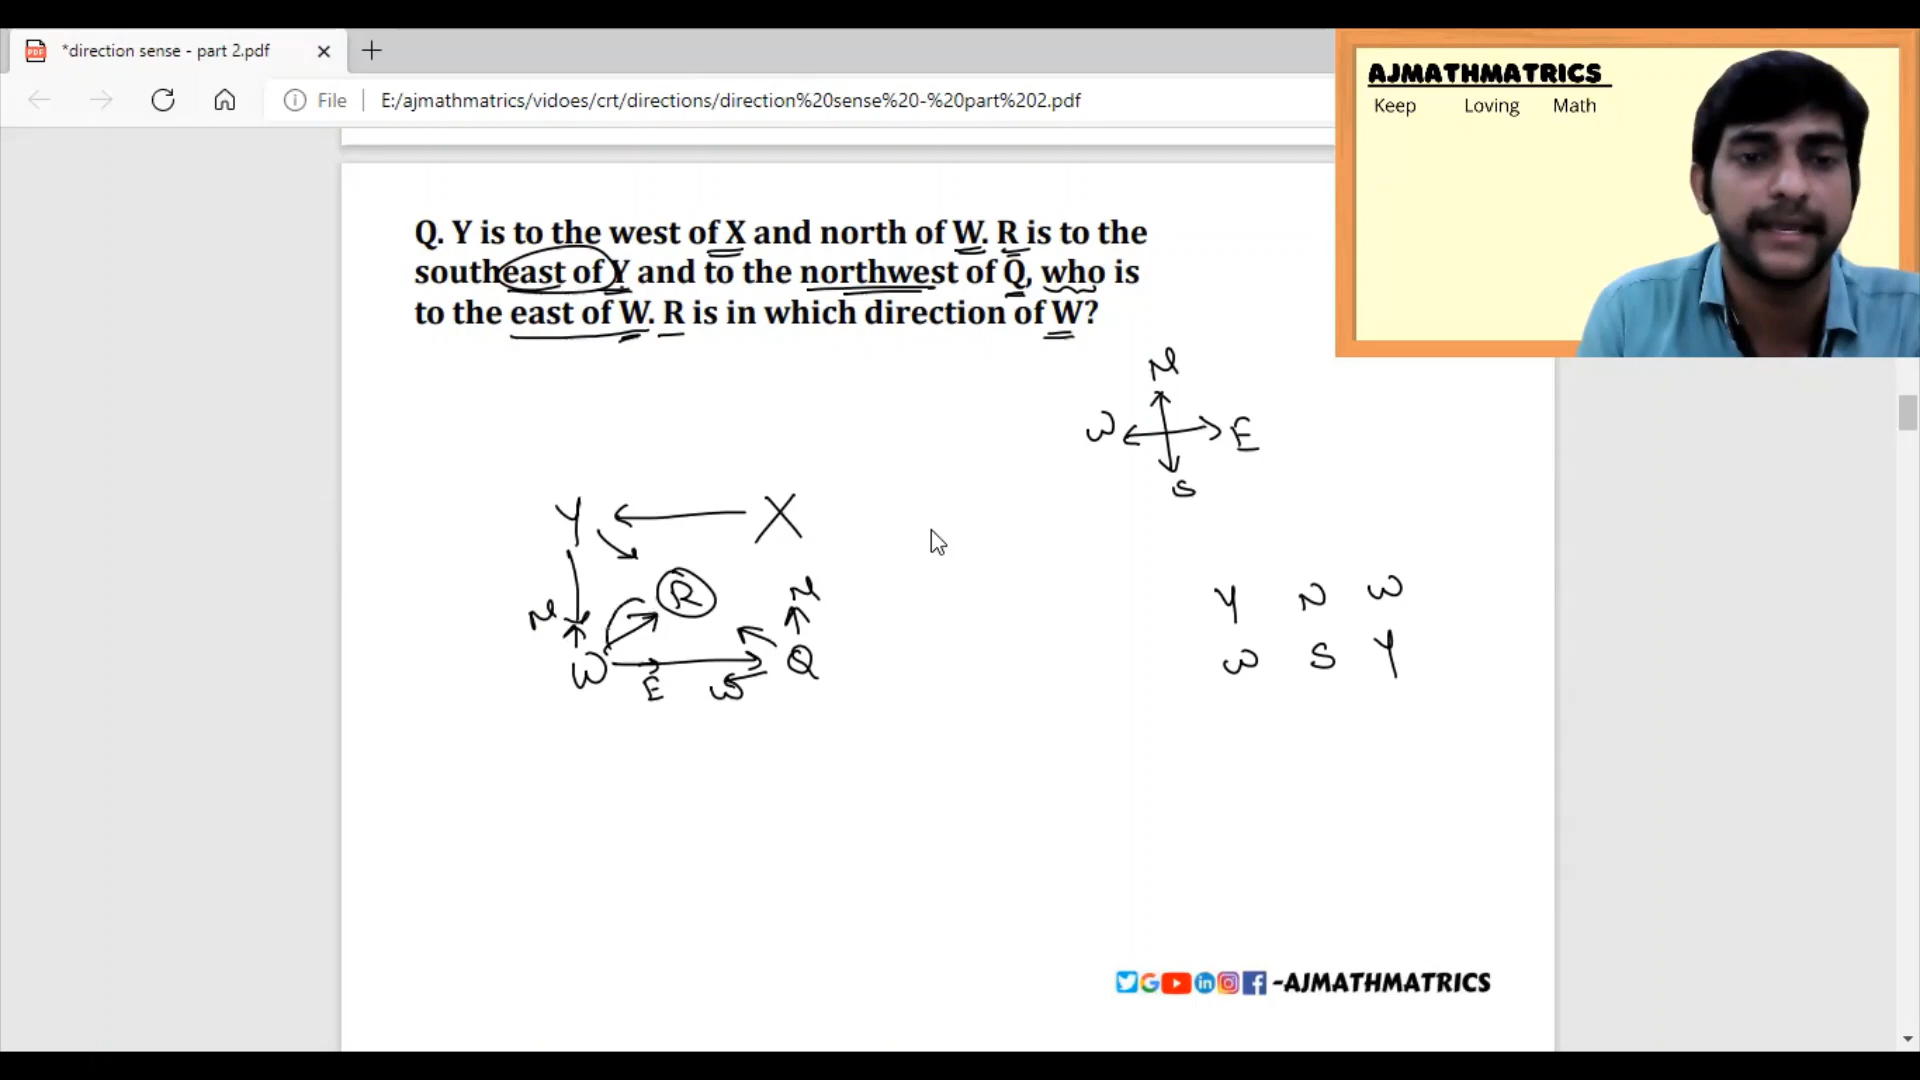 *direction sense - part 2.pdf
File E:/ajmathmatrics/vidoes/crt/directions/direction%20sense%20-%20part%202.pdf
AJMATHMATRICS
Keep Loving Math
Q. Y is to the west of X and north of W. R is to the
southeast of Y and to the northwest of Q, who is
to the east of W. R is in which direction of W?
N
W E
S
Y X
R N
N
W Q
E W
Y N W
W S Y
-AJMATHMATRICS